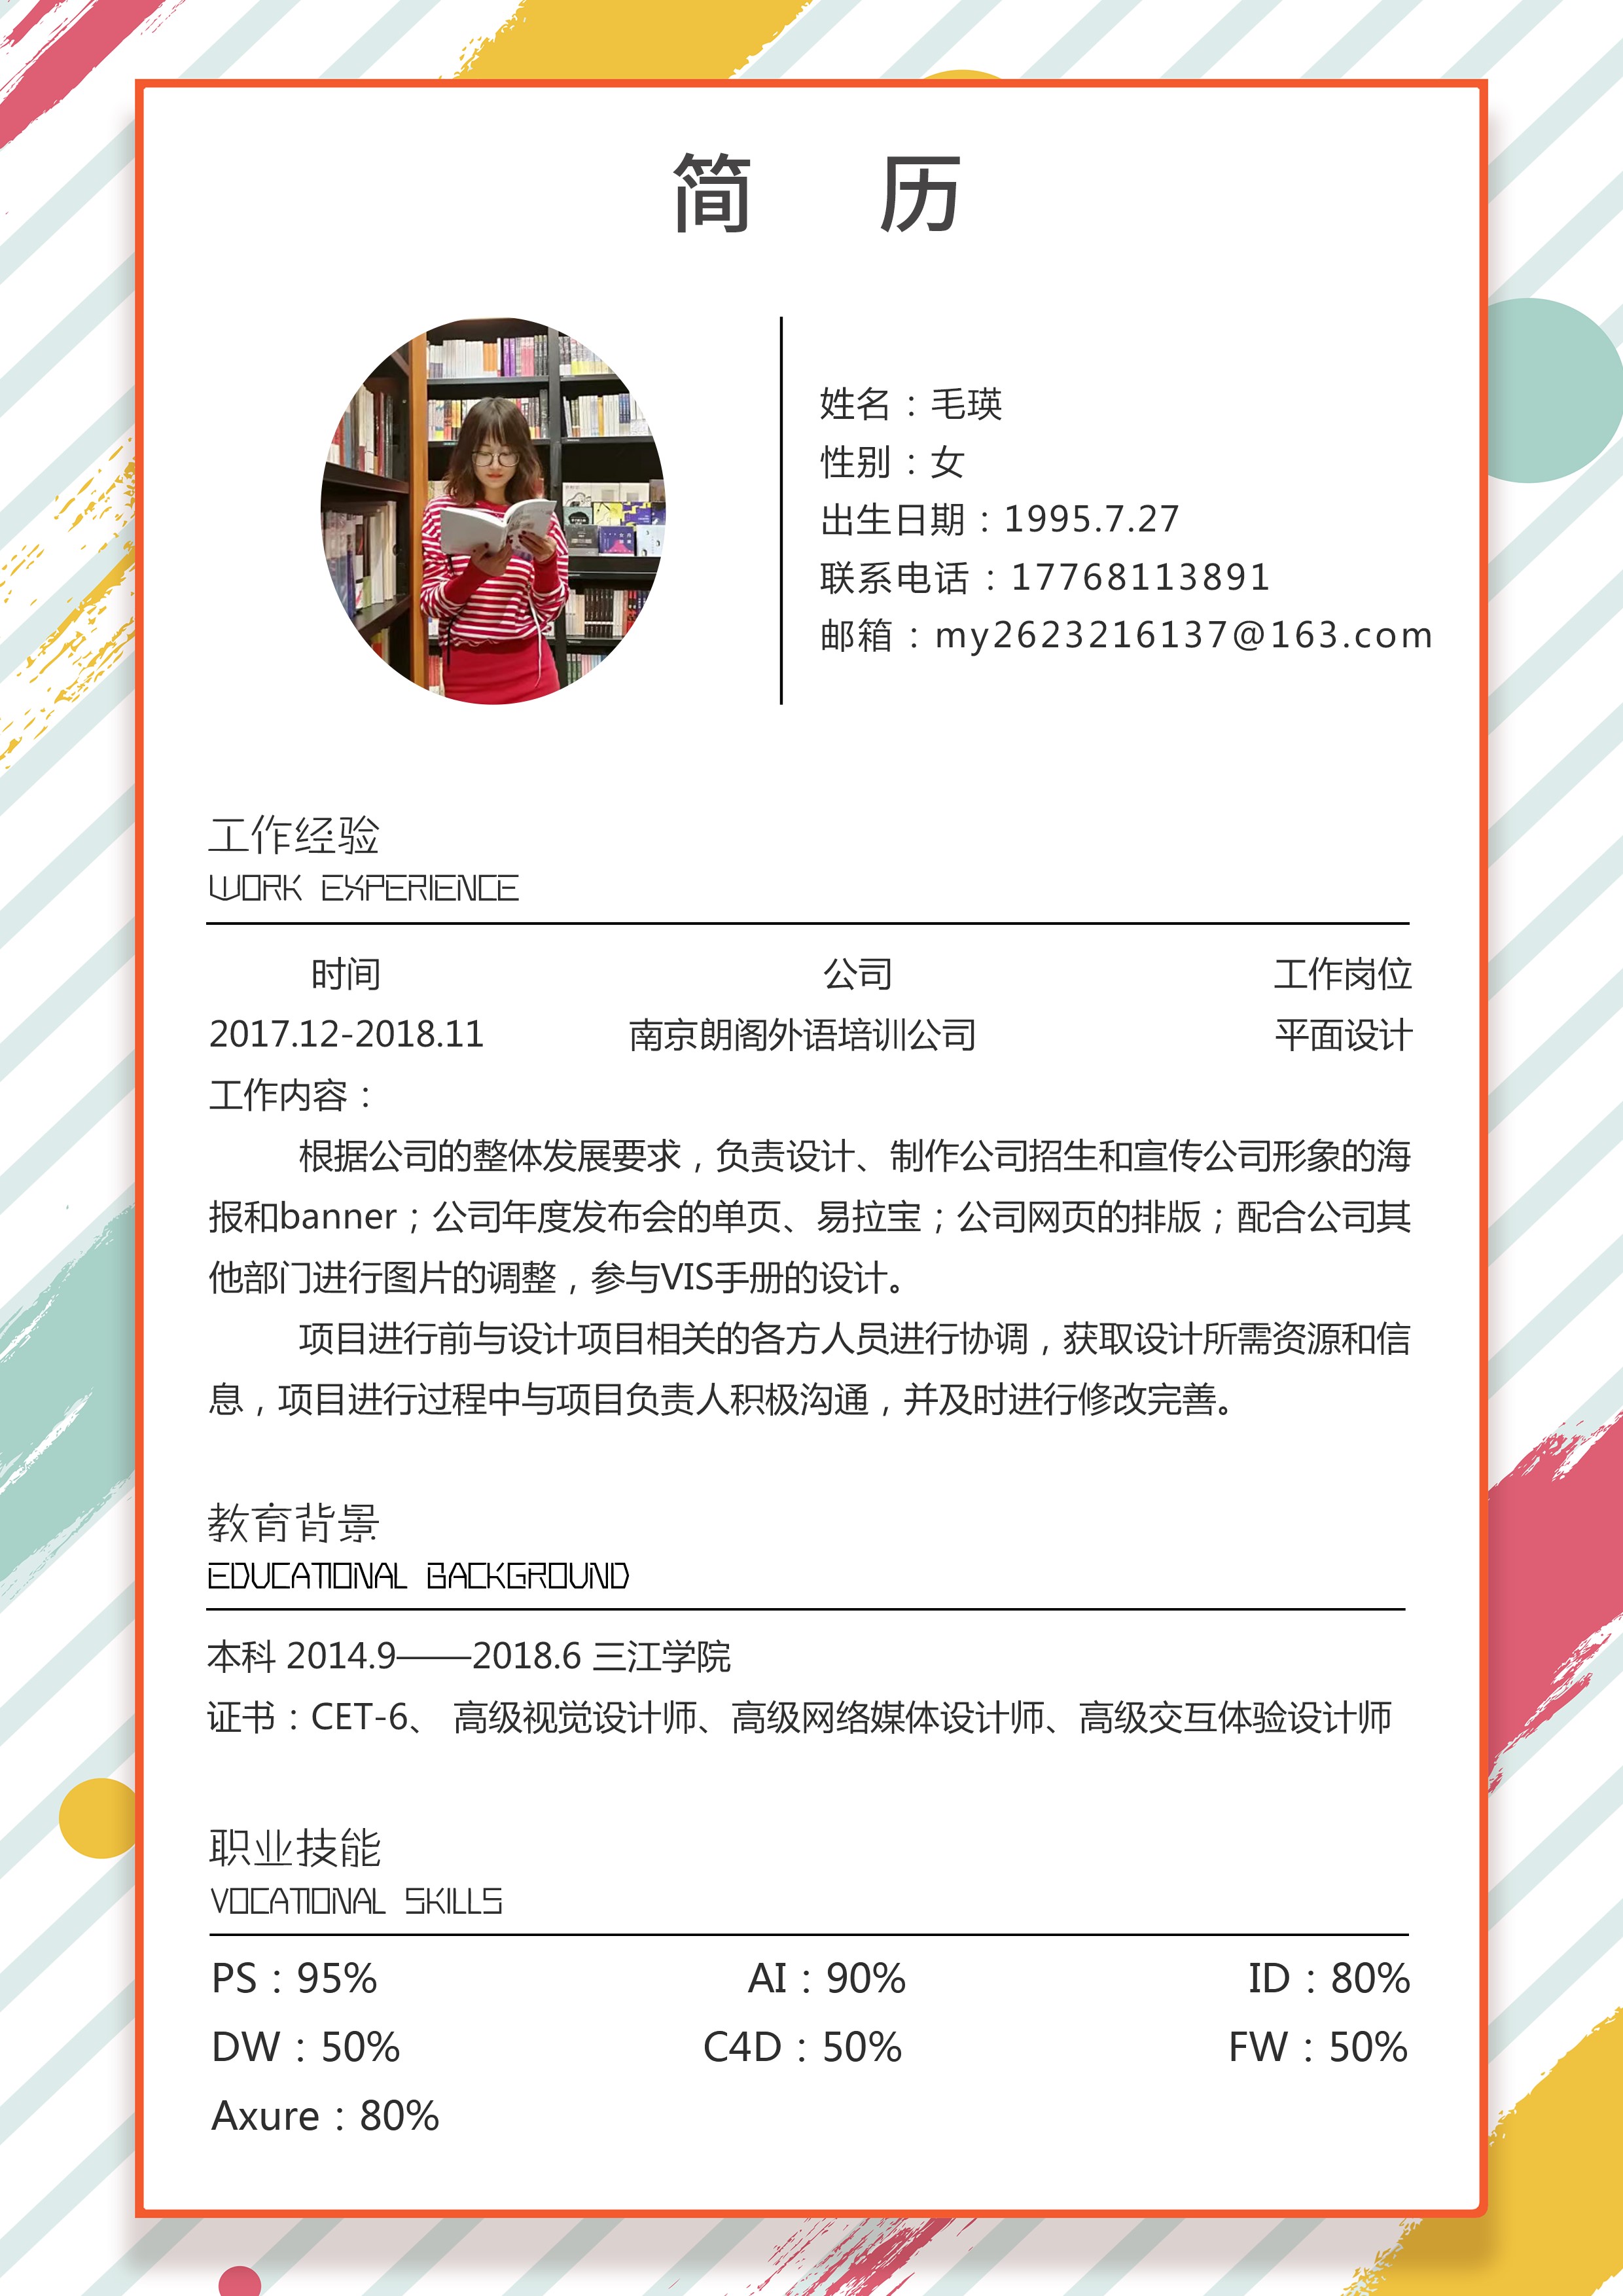 简 历
姓名：毛瑛
性别：女
出生日期：1995.7.27
联系电话：17768113891
邮箱：my2623216137@163.com
工作经验
WORK EXPERIENCE
时间 公司 工作岗位
2017.12-2018.11 南京朗阁外语培训公司 平面设计
工作内容：
根据公司的整体发展要求，负责设计、制作公司招生和宣传公司形象的海
报和banner；公司年度发布会的单页、易拉宝；公司网页的排版；配合公司其
他部门进行图片的调整，参与VIS手册的设计。
项目进行前与设计项目相关的各方人员进行协调，获取设计所需资源和信
息，项目进行过程中与项目负责人积极沟通，并及时进行修改完善。
教育背景
EDUCATIONAL BACKGROUND
本科 2014.9——2018.6 三江学院
证书：CET-6、 高级视觉设计师、高级网络媒体设计师、高级交互体验设计师
职业技能
VOCATIONAL SKILLS
PS：95% AI：90% ID：80%
DW：50% C4D：50% FW：50%
Axure：80%